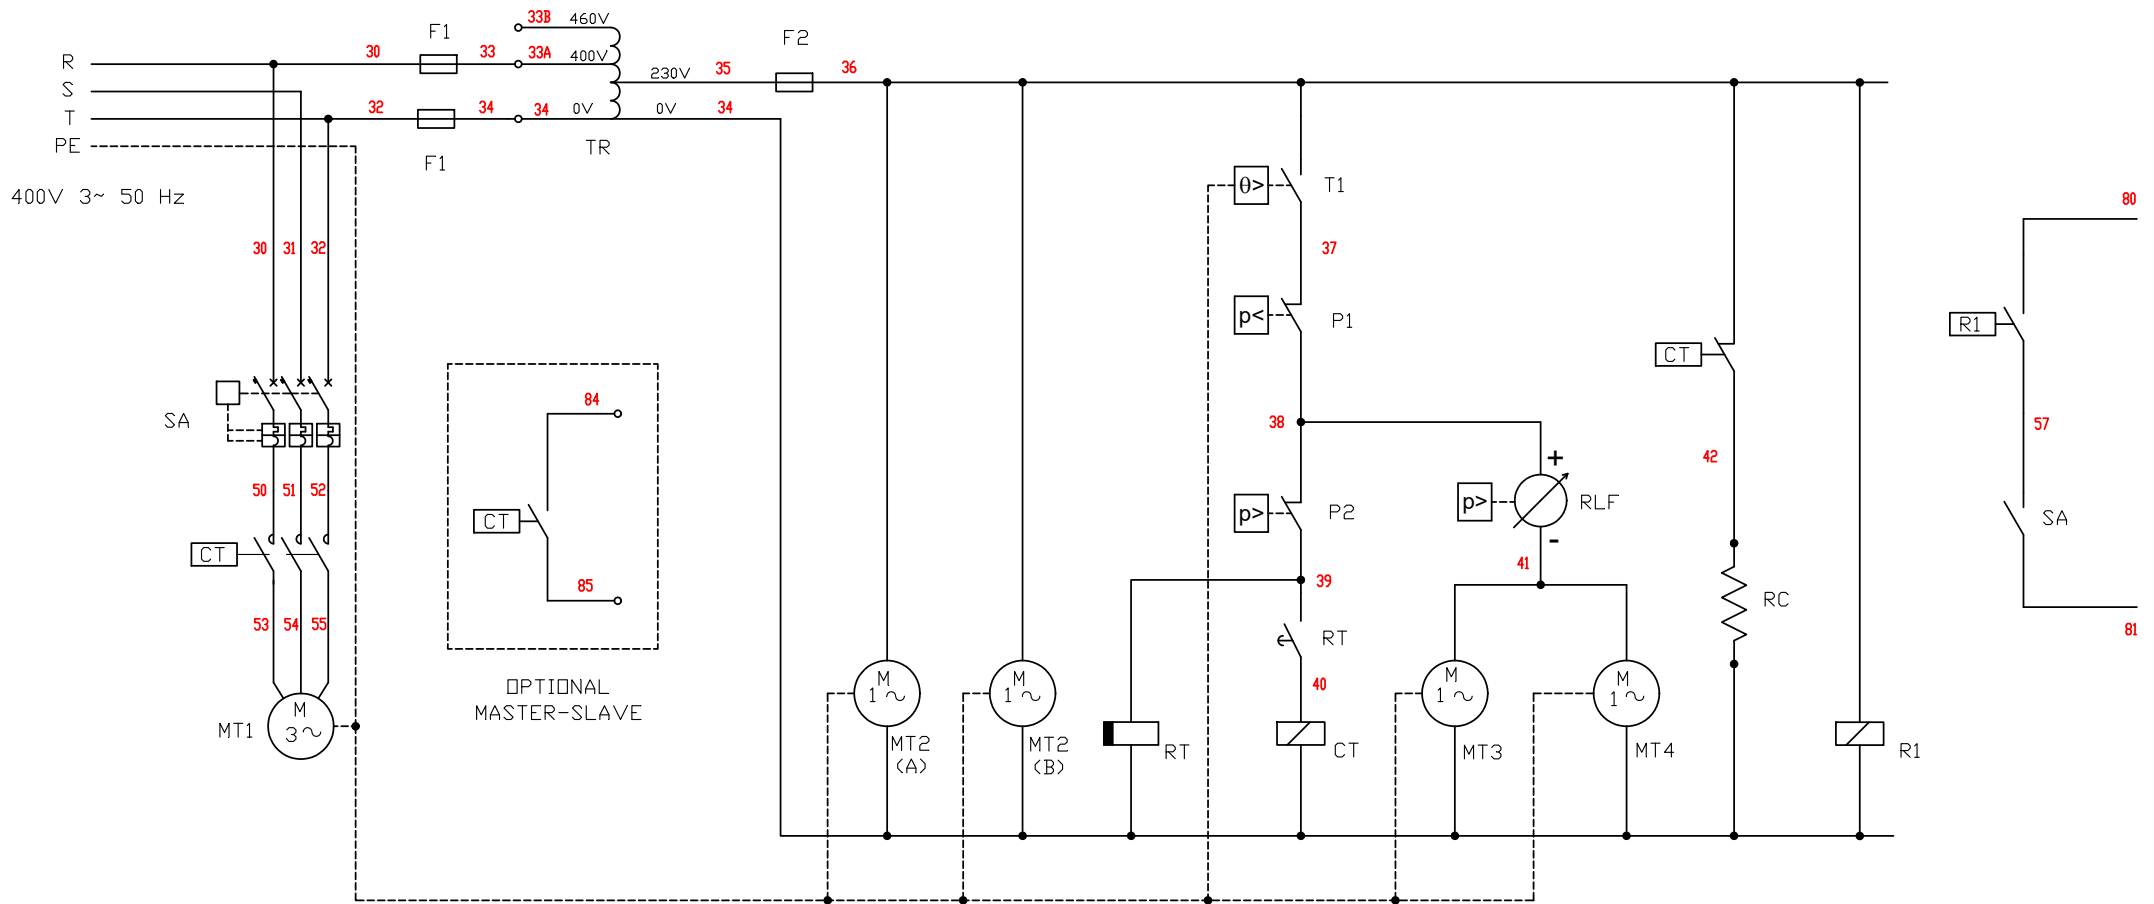 33B 460V
F1
F2
R 30 33 33A 400V
230V 35 36
S
T 32 34 34 0V 0V 34
PE
F1
TR
400V 3~ 50 Hz
θ> T1
80
30 31 32
37
p< P1
R1
CT
84
SA
38
57
42
+
50 51 52
p> P2
p> RLF
CT
SA
-
CT
41
85
39
53 54 55
RC
RT
81
40
OPTIONAL
MASTER-SLAVE
M
1~
M
1~
M
1~
M
1~
MT1
M
3~
MT2
(A)
MT2
(B)
RT
CT
MT3
MT4
R1